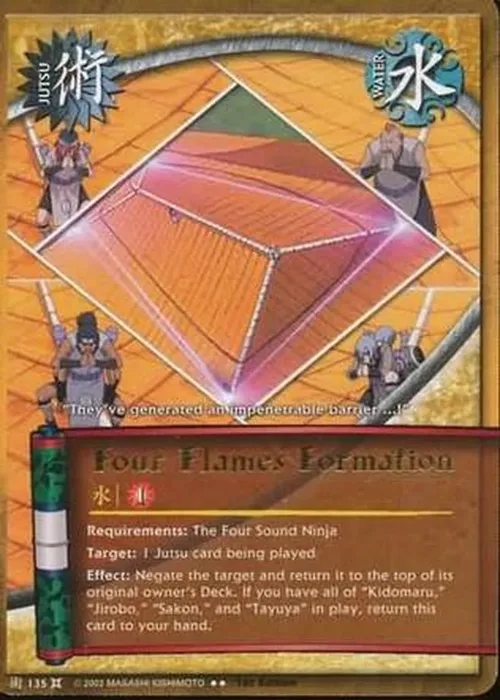 JUTSU 術
WATER 水
"They've generated an impenetrable barrier ...!"
Four Flames Formation
水 | 1
Requirements: The Four Sound Ninja
Target: 1 Jutsu card being played
Effect: Negate the target and return it to the top of its
original owner's Deck. If you have all of "Kidomaru,"
"Jirobo," "Sakon," and "Tayuya" in play, return this
card to your hand.
術 135 © 2002 MASASHI KISHIMOTO ●● 1st Edition